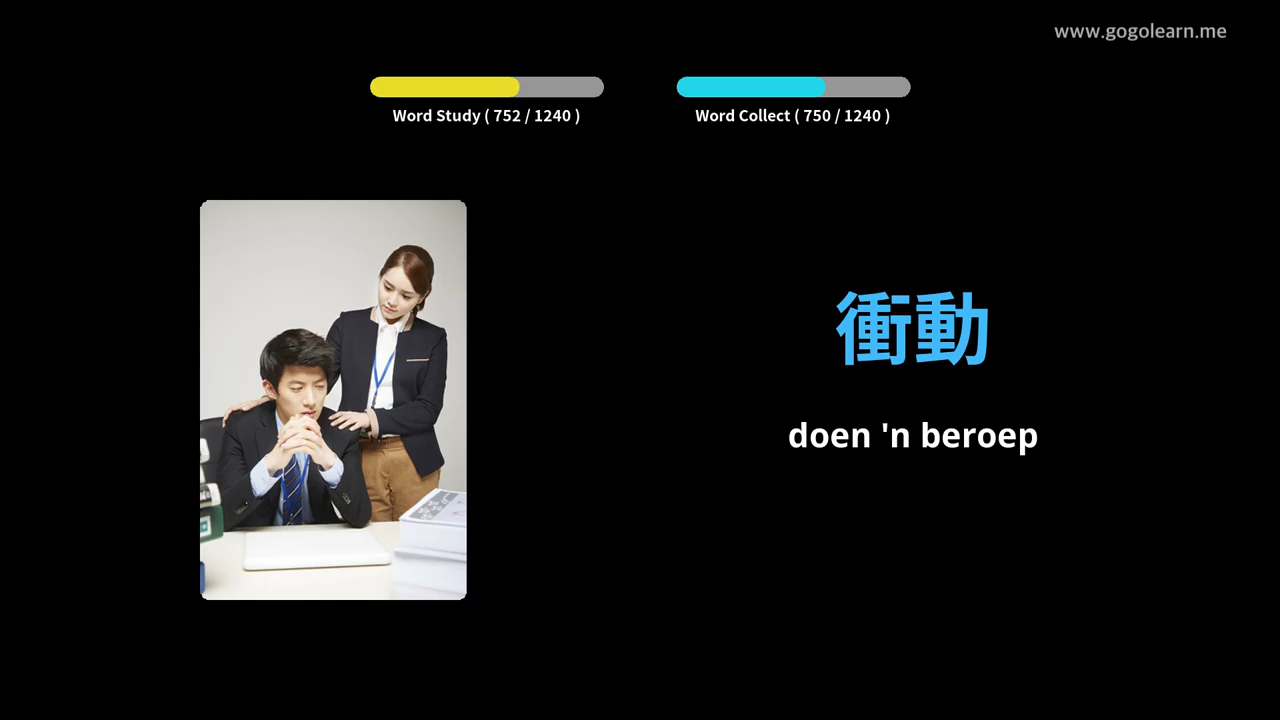 www.gogolearn.me
Word Study ( 752 / 1240 )
Word Collect ( 750 / 1240 )
衝動
doen 'n beroep